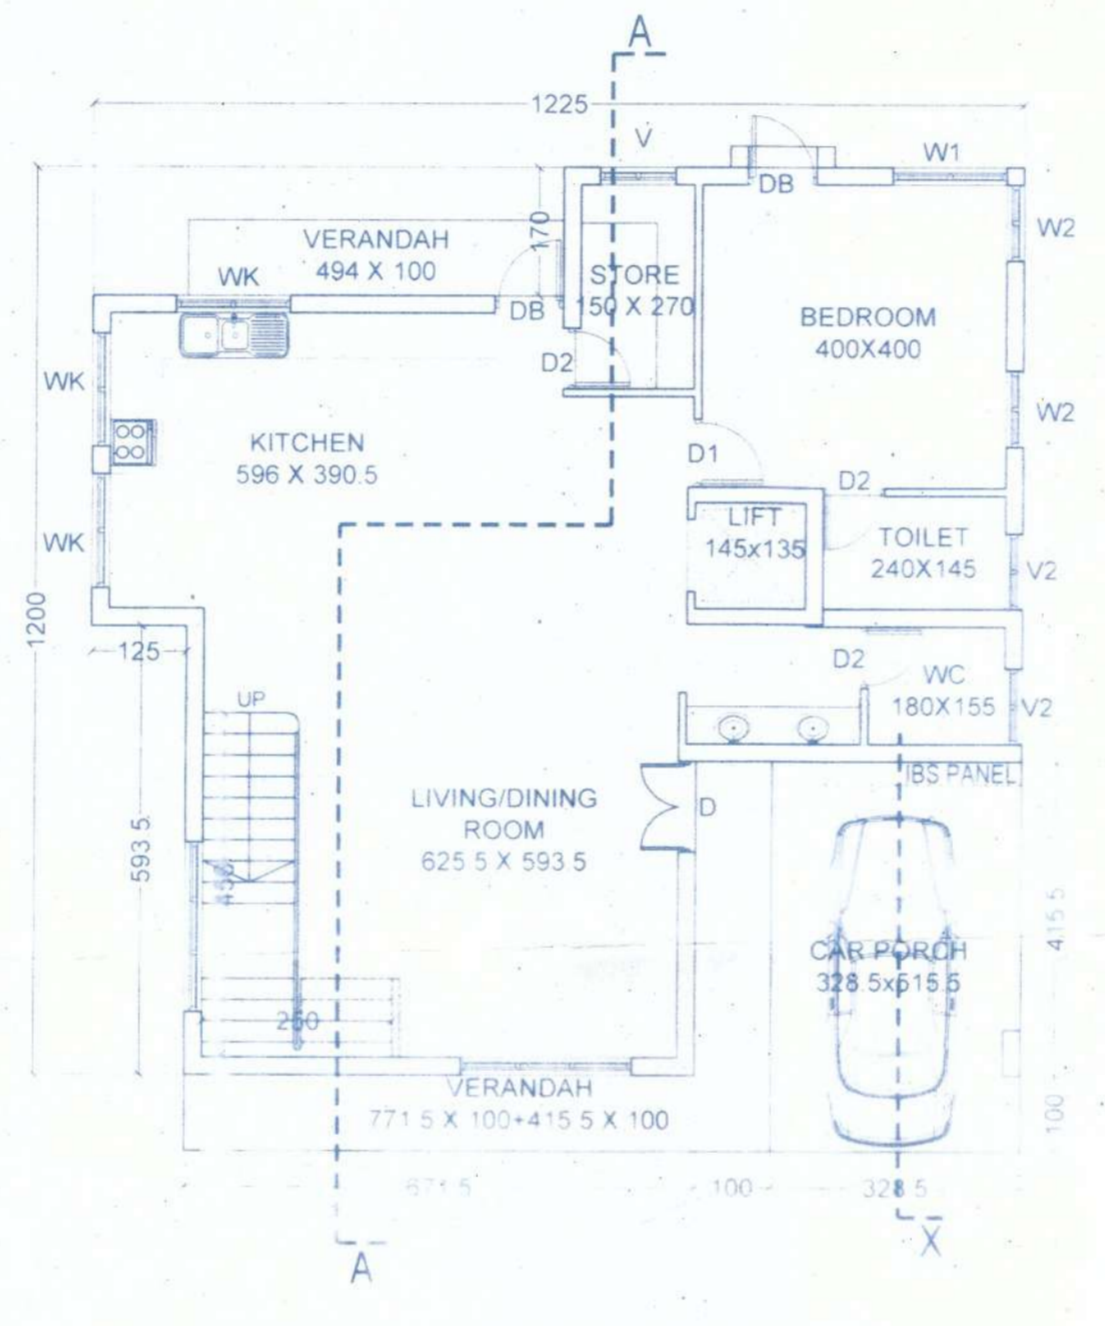 A
1225
V
W1
DB
W2
170
VERANDAH
494 X 100
WK
STORE
150 X 270
DB
BEDROOM
400X400
D2
WK
W2
KITCHEN
596 X 390.5
D1
D2
LIFT
145x135
TOILET
240X145
WK
V2
1200
125
D2
WC
180X155
V2
UP
IBS PANEL
LIVING/DINING
ROOM
625 5 X 593 5
D
593 5
450
415 5
CAR PORCH
328.5x515.5
250
VERANDAH
771 5 X 100+415 5 X 100
100
671 5
100
328 5
X
A